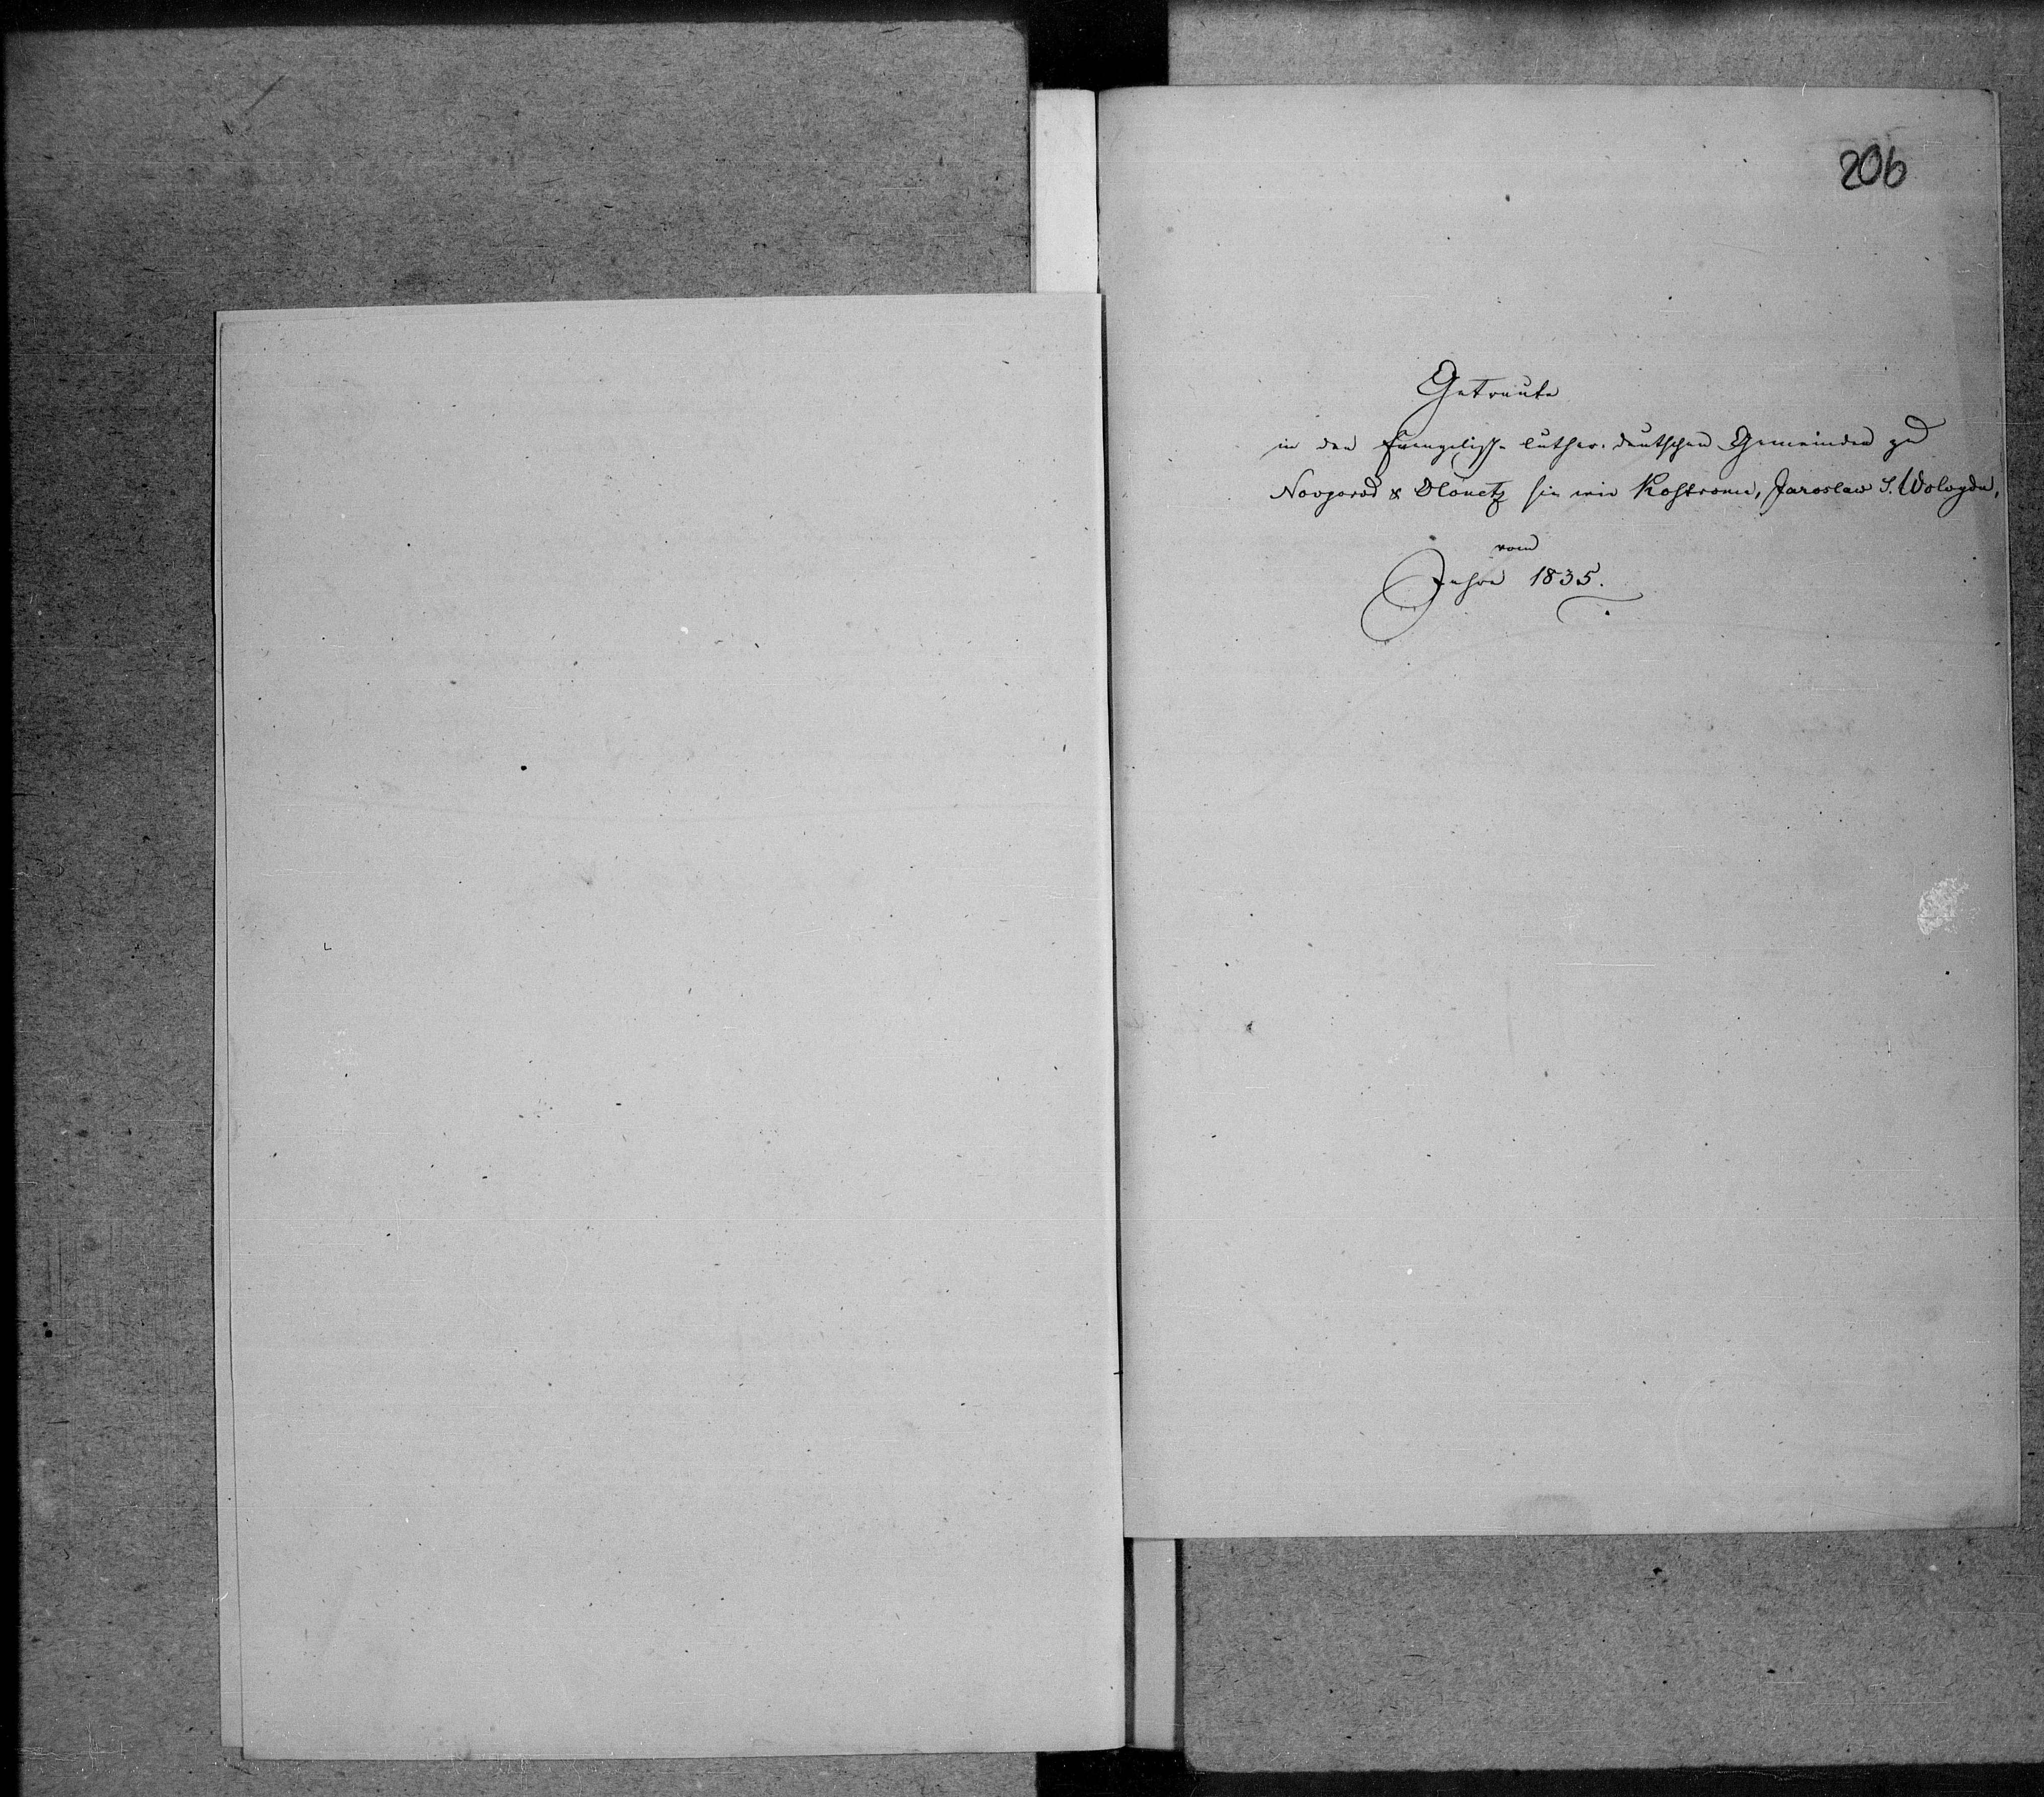 206
Getraute
in den Evangelisch luther. deutschen Gemeinden zu
Novgorod & Olonetz so wie Kostroma, Jaroslaw & Wologda,
vom
Jahre 1835.